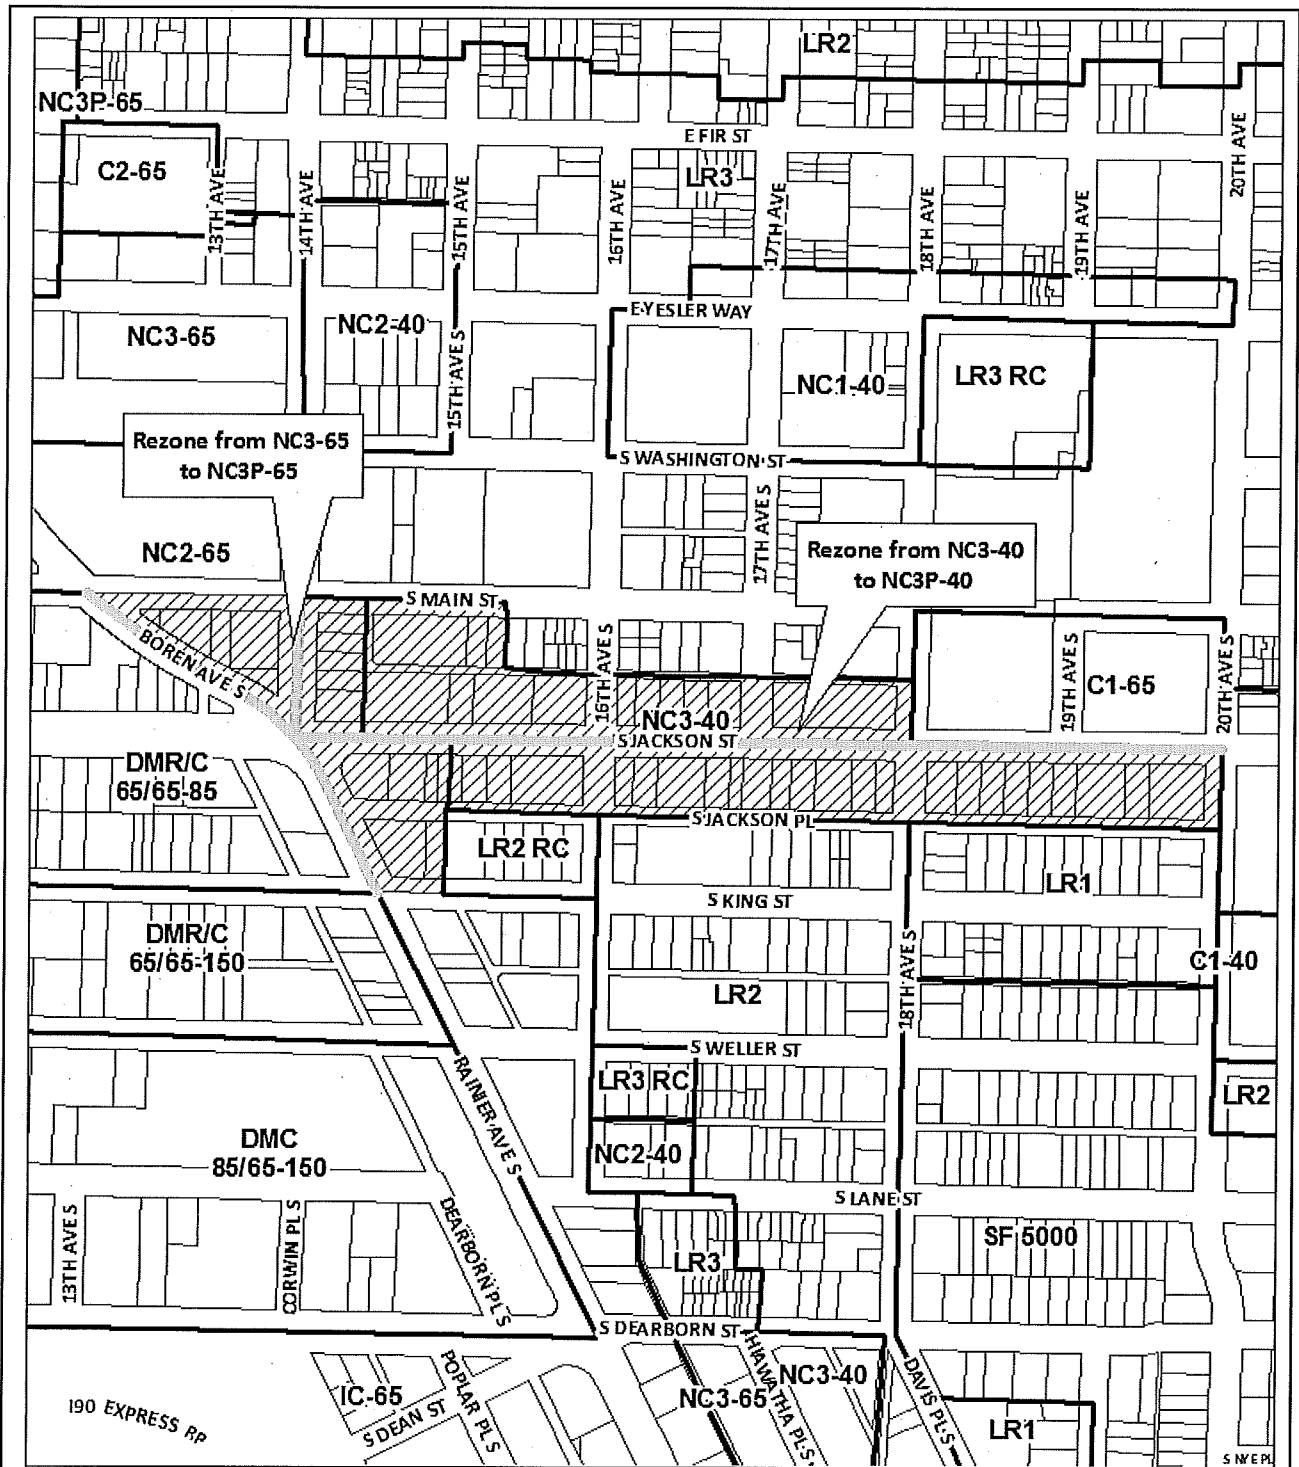 LR2
NC3P-65
E FIR ST
C2-65
LR3
20TH AVE
13TH AVE
14TH AVE
15TH AVE
16TH AVE
17TH AVE
18TH AVE
19TH AVE
E YESLER WAY
NC3-65
NC2-40
15TH AVE S
NC1-40
LR3 RC
Rezone from NC3-65
to NC3P-65
S WASHINGTON ST
17TH AVE S
NC2-65
Rezone from NC3-40
to NC3P-40
S MAIN ST
BOREN AVE S
16TH AVE S
19TH AVE S
C1-65
20TH AVE S
NC3-40
S JACKSON ST
DMR/C
65/65-85
S JACKSON PL
LR2 RC
LR1
S KING ST
DMR/C
65/65-150
18TH AVE S
C1-40
LR2
S WELLER ST
RAINIER AVE S
LR3 RC
LR2
DMC
85/65-150
NC2-40
S LANE ST
13TH AVE S
CORWIN PL S
DEARBORN PL S
LR3
SF 5000
S DEARBORN ST
IC-65
POPLAR PL S
S DEAN ST
NC3-65
HIAWATHA PL S
NC3-40
DAVIS PL S
LR1
I90 EXPRESS RP
S NYE PL